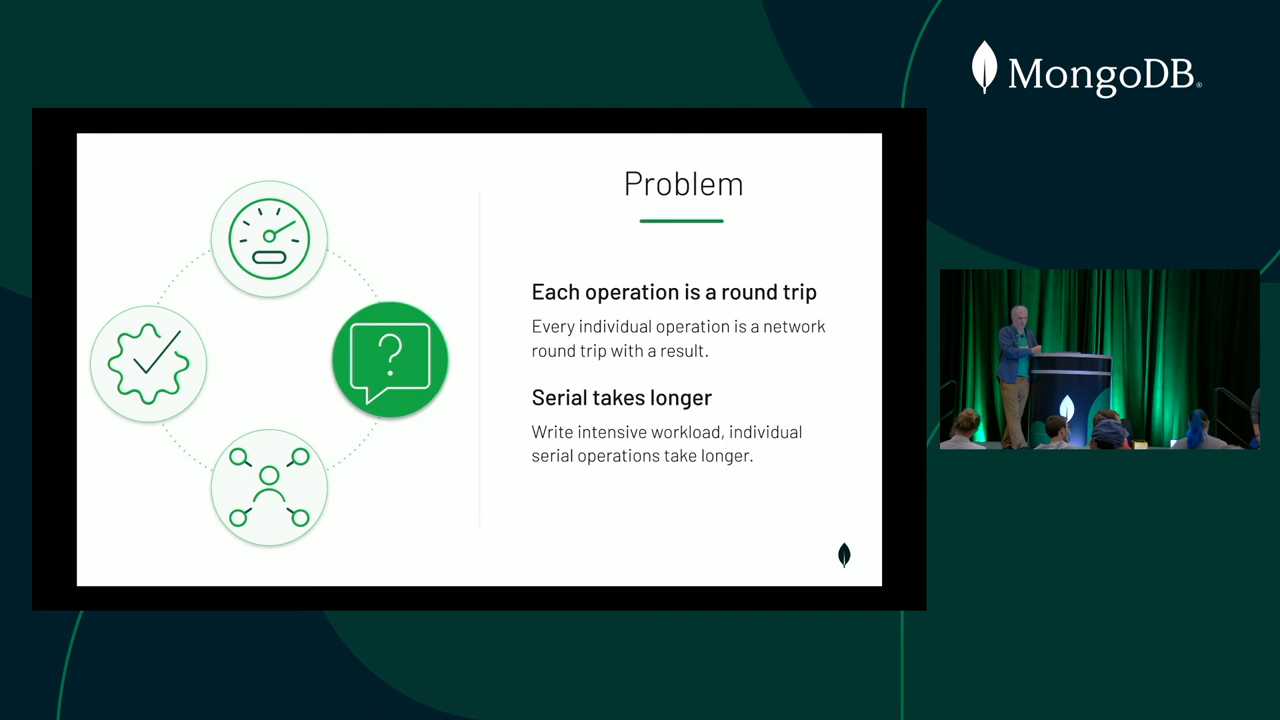 MongoDB®
Problem
Each operation is a round trip
Every individual operation is a network
round trip with a result.
Serial takes longer
Write intensive workload, individual
serial operations take longer.
?